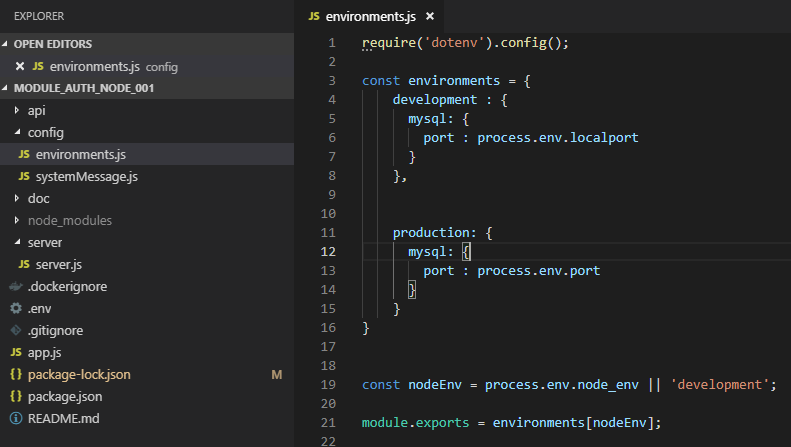 EXPLORER
OPEN EDITORS
JS environments.js config
MODULE_AUTH_NODE_001
api
config
JS environments.js
JS systemMessage.js
doc
node_modules
server
JS server.js
.dockerignore
.env
.gitignore
JS app.js
{} package-lock.json M
{} package.json
README.md
JS environments.js ×
1 require('dotenv').config();
2
3 const environments = {
4 development : {
5 mysql: {
6 port : process.env.localport
7 }
8 },
9
10
11 production: {
12 mysql: {
13 port : process.env.port
14 }
15 }
16 }
17
18
19 const nodeEnv = process.env.node_env || 'development';
20
21 module.exports = environments[nodeEnv];
22